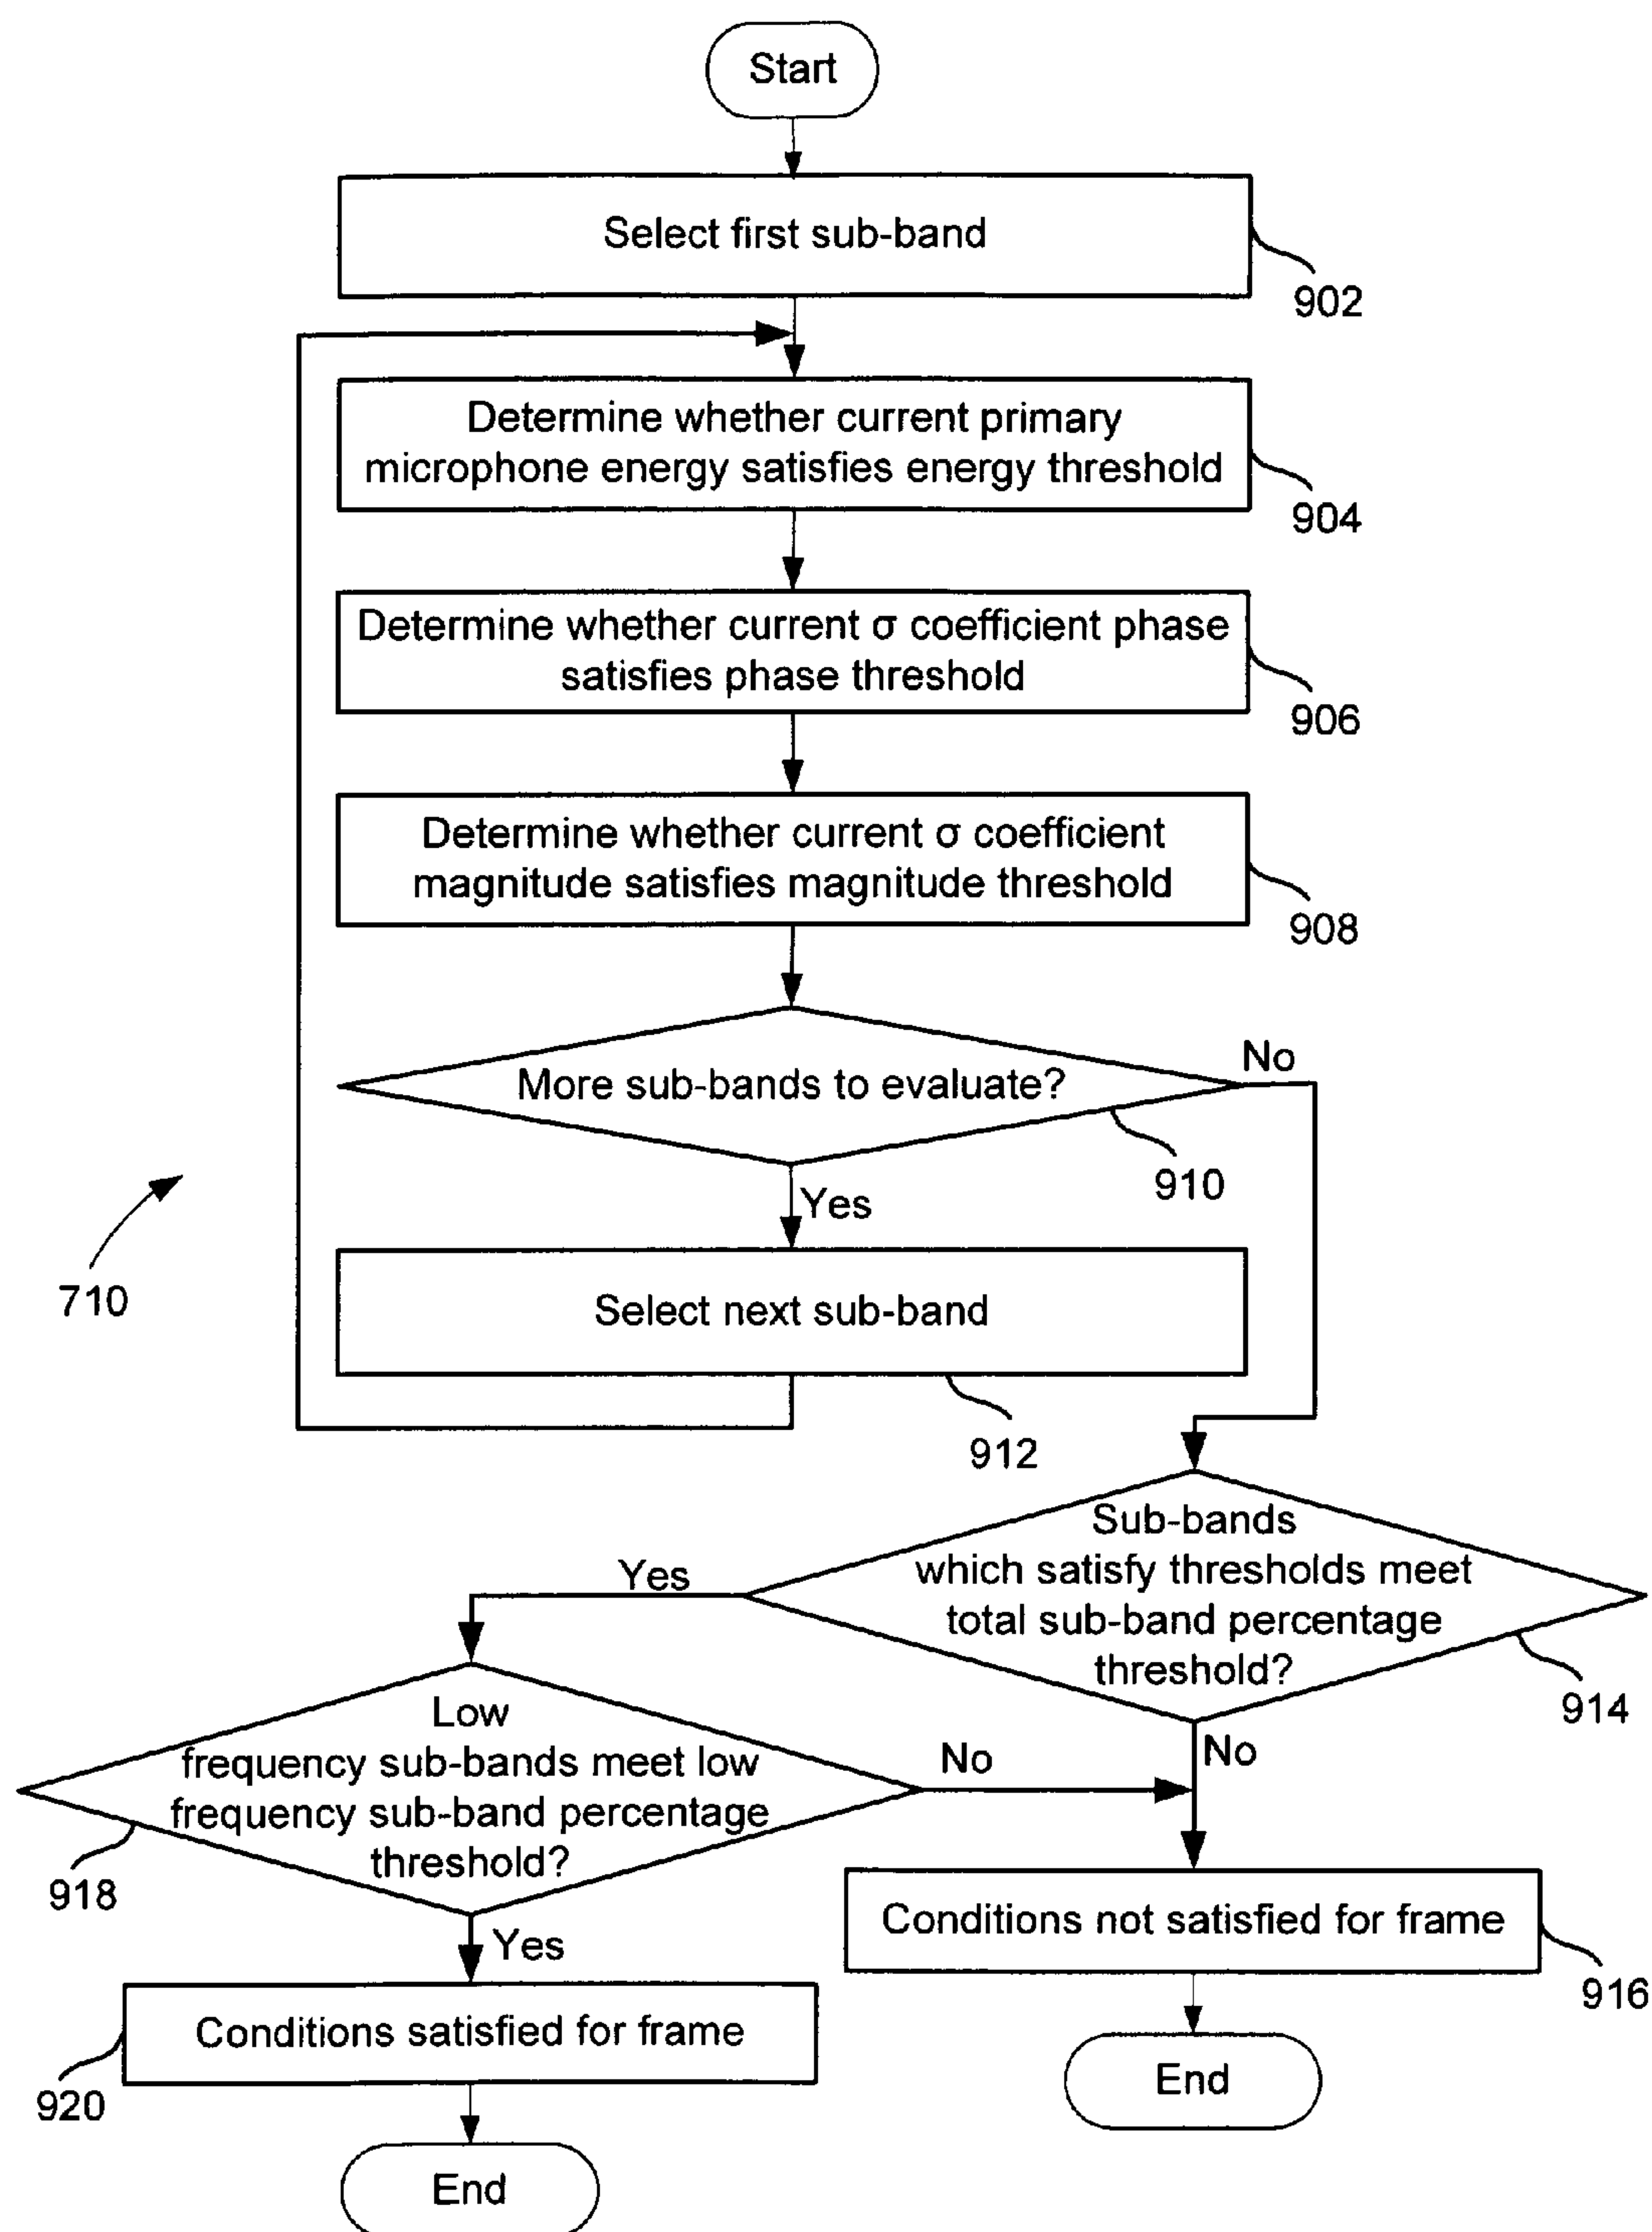 Start
Select first sub-band
902
Determine whether current primary
microphone energy satisfies energy threshold
904
Determine whether current σ coefficient phase
satisfies phase threshold
906
Determine whether current σ coefficient
magnitude satisfies magnitude threshold
908
More sub-bands to evaluate?
No
910
Yes
710
Select next sub-band
912
Sub-bands
which satisfy thresholds meet
total sub-band percentage
threshold?
914
Yes
No
Low
frequency sub-bands meet low
frequency sub-band percentage
threshold?
918
No
Yes
Conditions not satisfied for frame
916
Conditions satisfied for frame
920
End
End